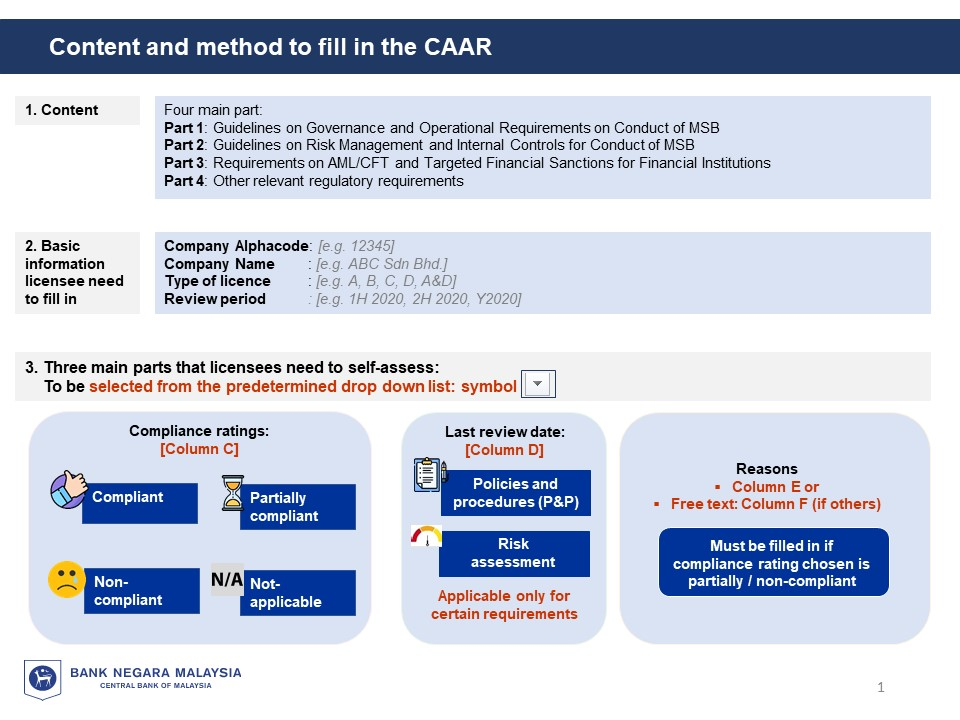 Content and method to fill in the CAAR
1. Content
Four main part:
Part 1: Guidelines on Governance and Operational Requirements on Conduct of MSB
Part 2: Guidelines on Risk Management and Internal Controls for Conduct of MSB
Part 3: Requirements on AML/CFT and Targeted Financial Sanctions for Financial Institutions
Part 4: Other relevant regulatory requirements
2. Basic
information
licensee need
to fill in
Company Alphacode: [e.g. 12345]
Company Name : [e.g. ABC Sdn Bhd.]
Type of licence : [e.g. A, B, C, D, A&D]
Review period : [e.g. 1H 2020, 2H 2020, Y2020]
3. Three main parts that licensees need to self-assess:
To be selected from the predetermined drop down list: symbol
Compliance ratings:
[Column C]
Compliant
Partially
compliant
Non-
compliant
N/A
Not-
applicable
Last review date:
[Column D]
Policies and
procedures (P&P)
Risk
assessment
Applicable only for
certain requirements
Reasons
▪ Column E or
▪ Free text: Column F (if others)
Must be filled in if
compliance rating chosen is
partially / non-compliant
BANK NEGARA MALAYSIA
CENTRAL BANK OF MALAYSIA
1